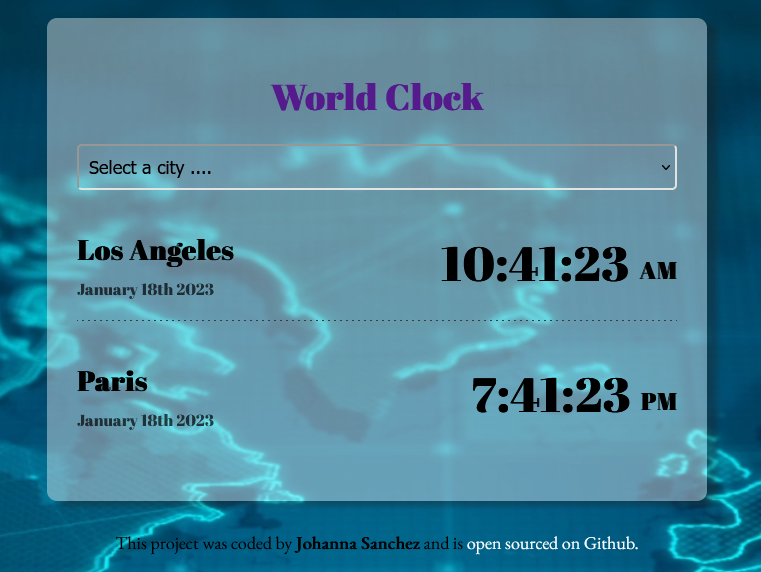 World Clock
Select a city ....
Los Angeles
10:41:23 AM
January 18th 2023
Paris
7:41:23 PM
January 18th 2023
This project was coded by Johanna Sanchez and is open sourced on Github.